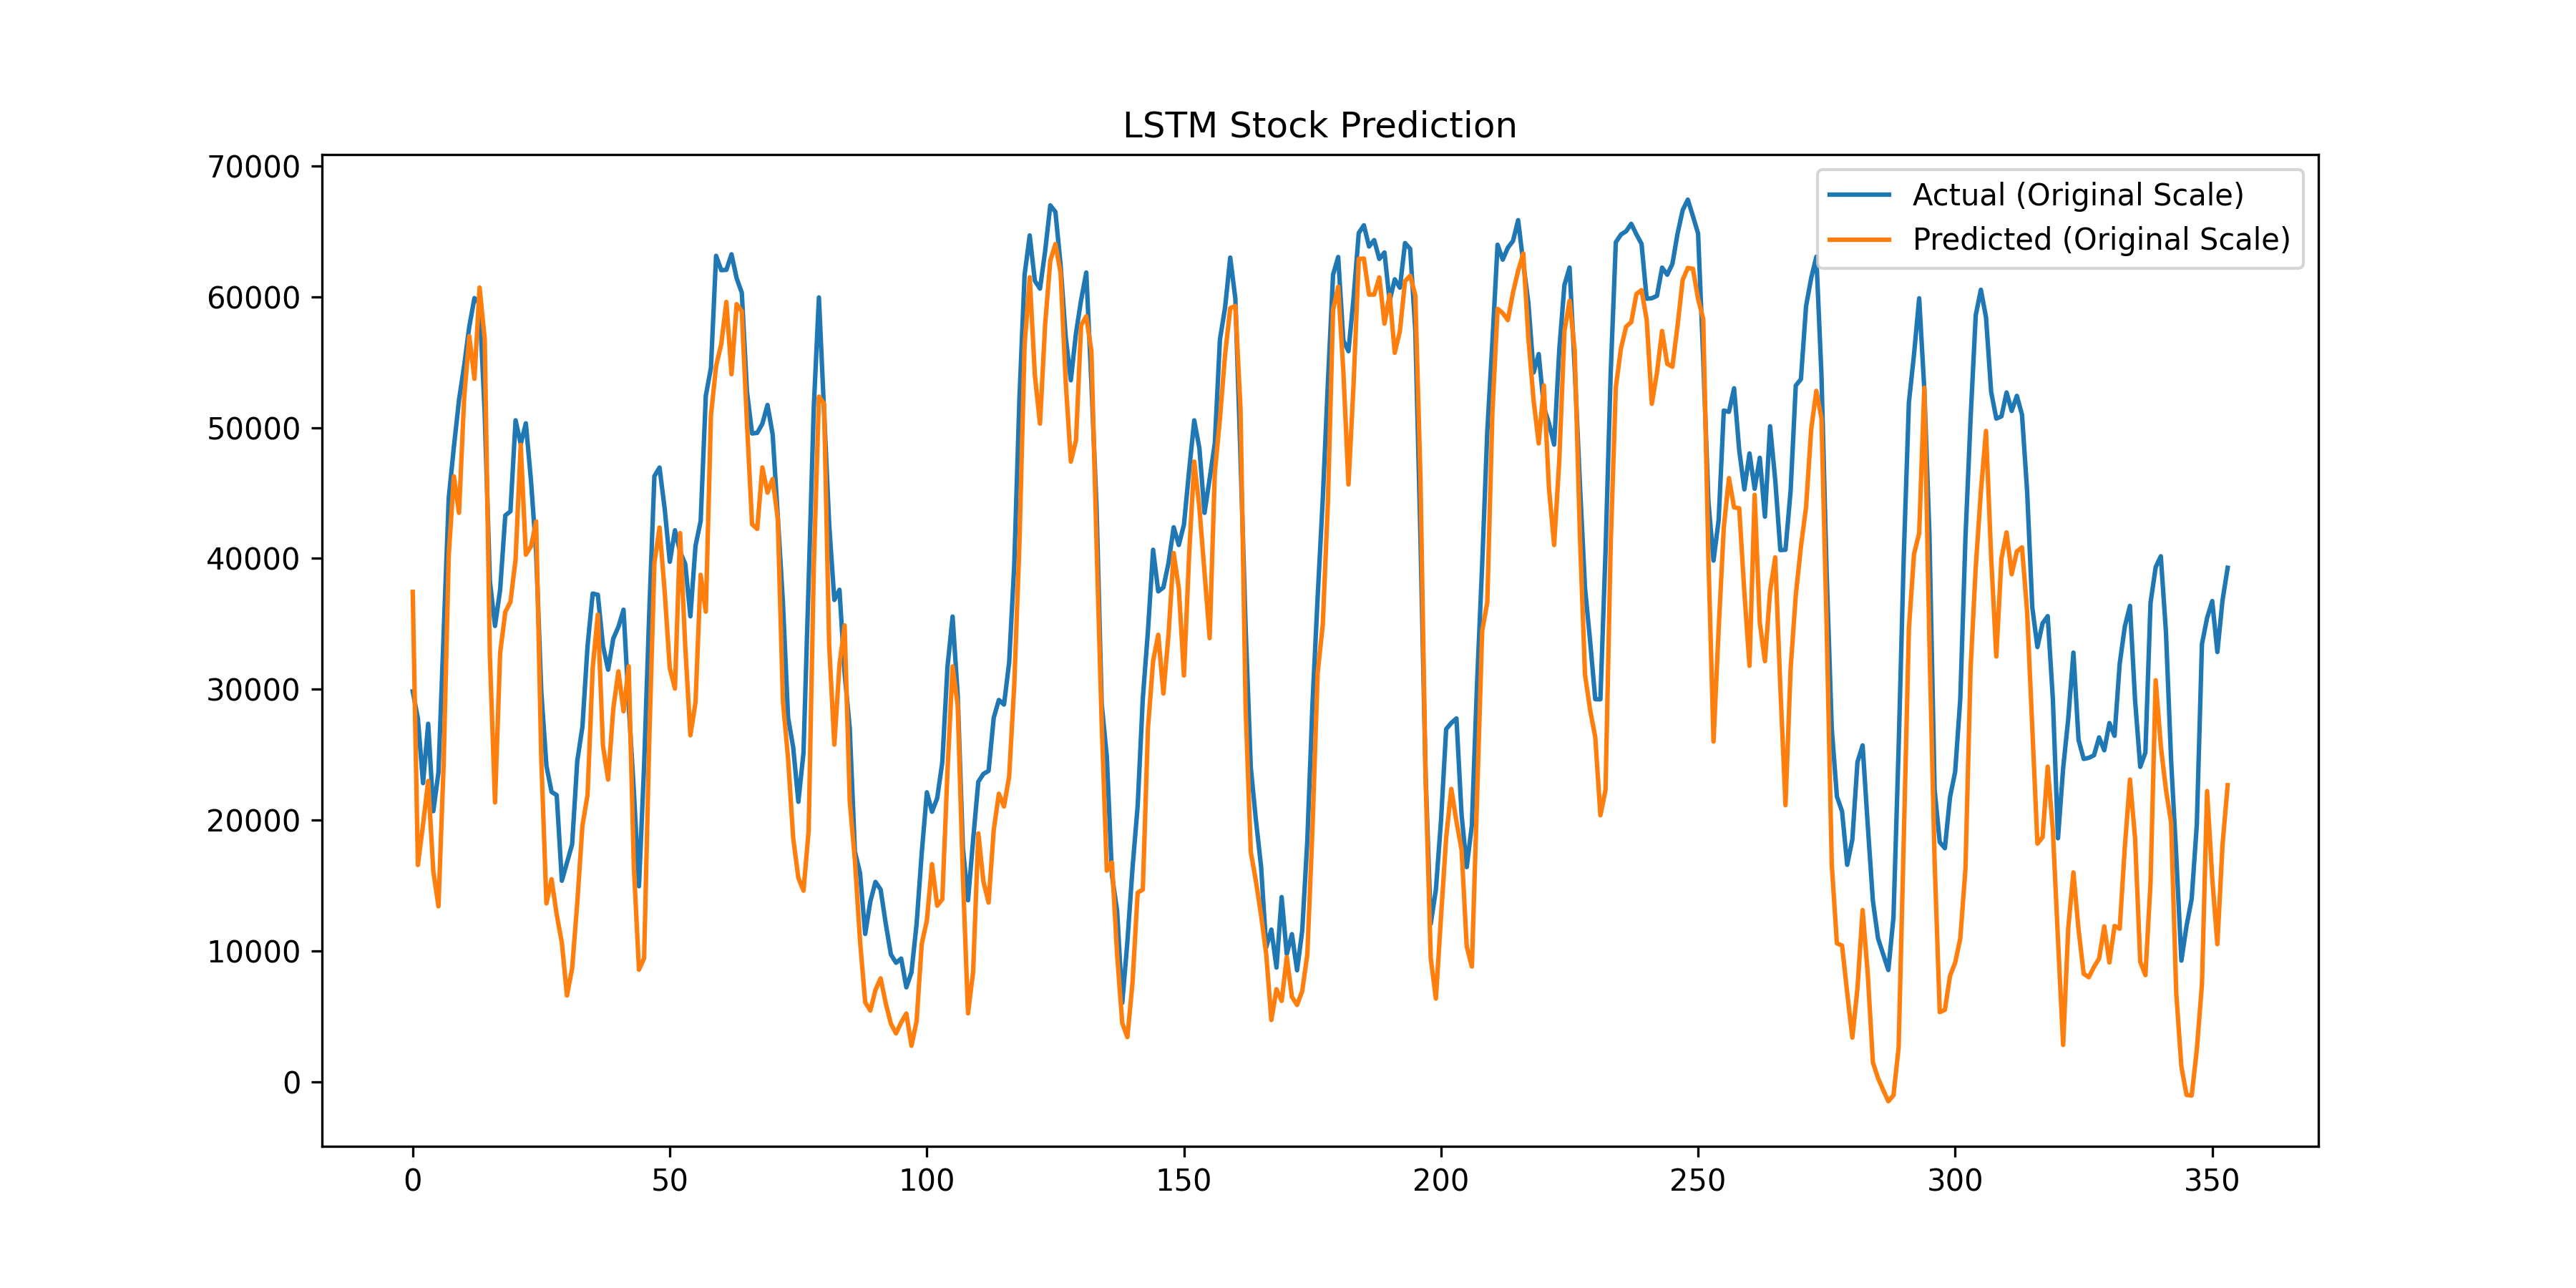 LSTM Stock Prediction
Actual (Original Scale)
Predicted (Original Scale)
70000
60000
50000
40000
30000
20000
10000
0
0 50 100 150 200 250 300 350